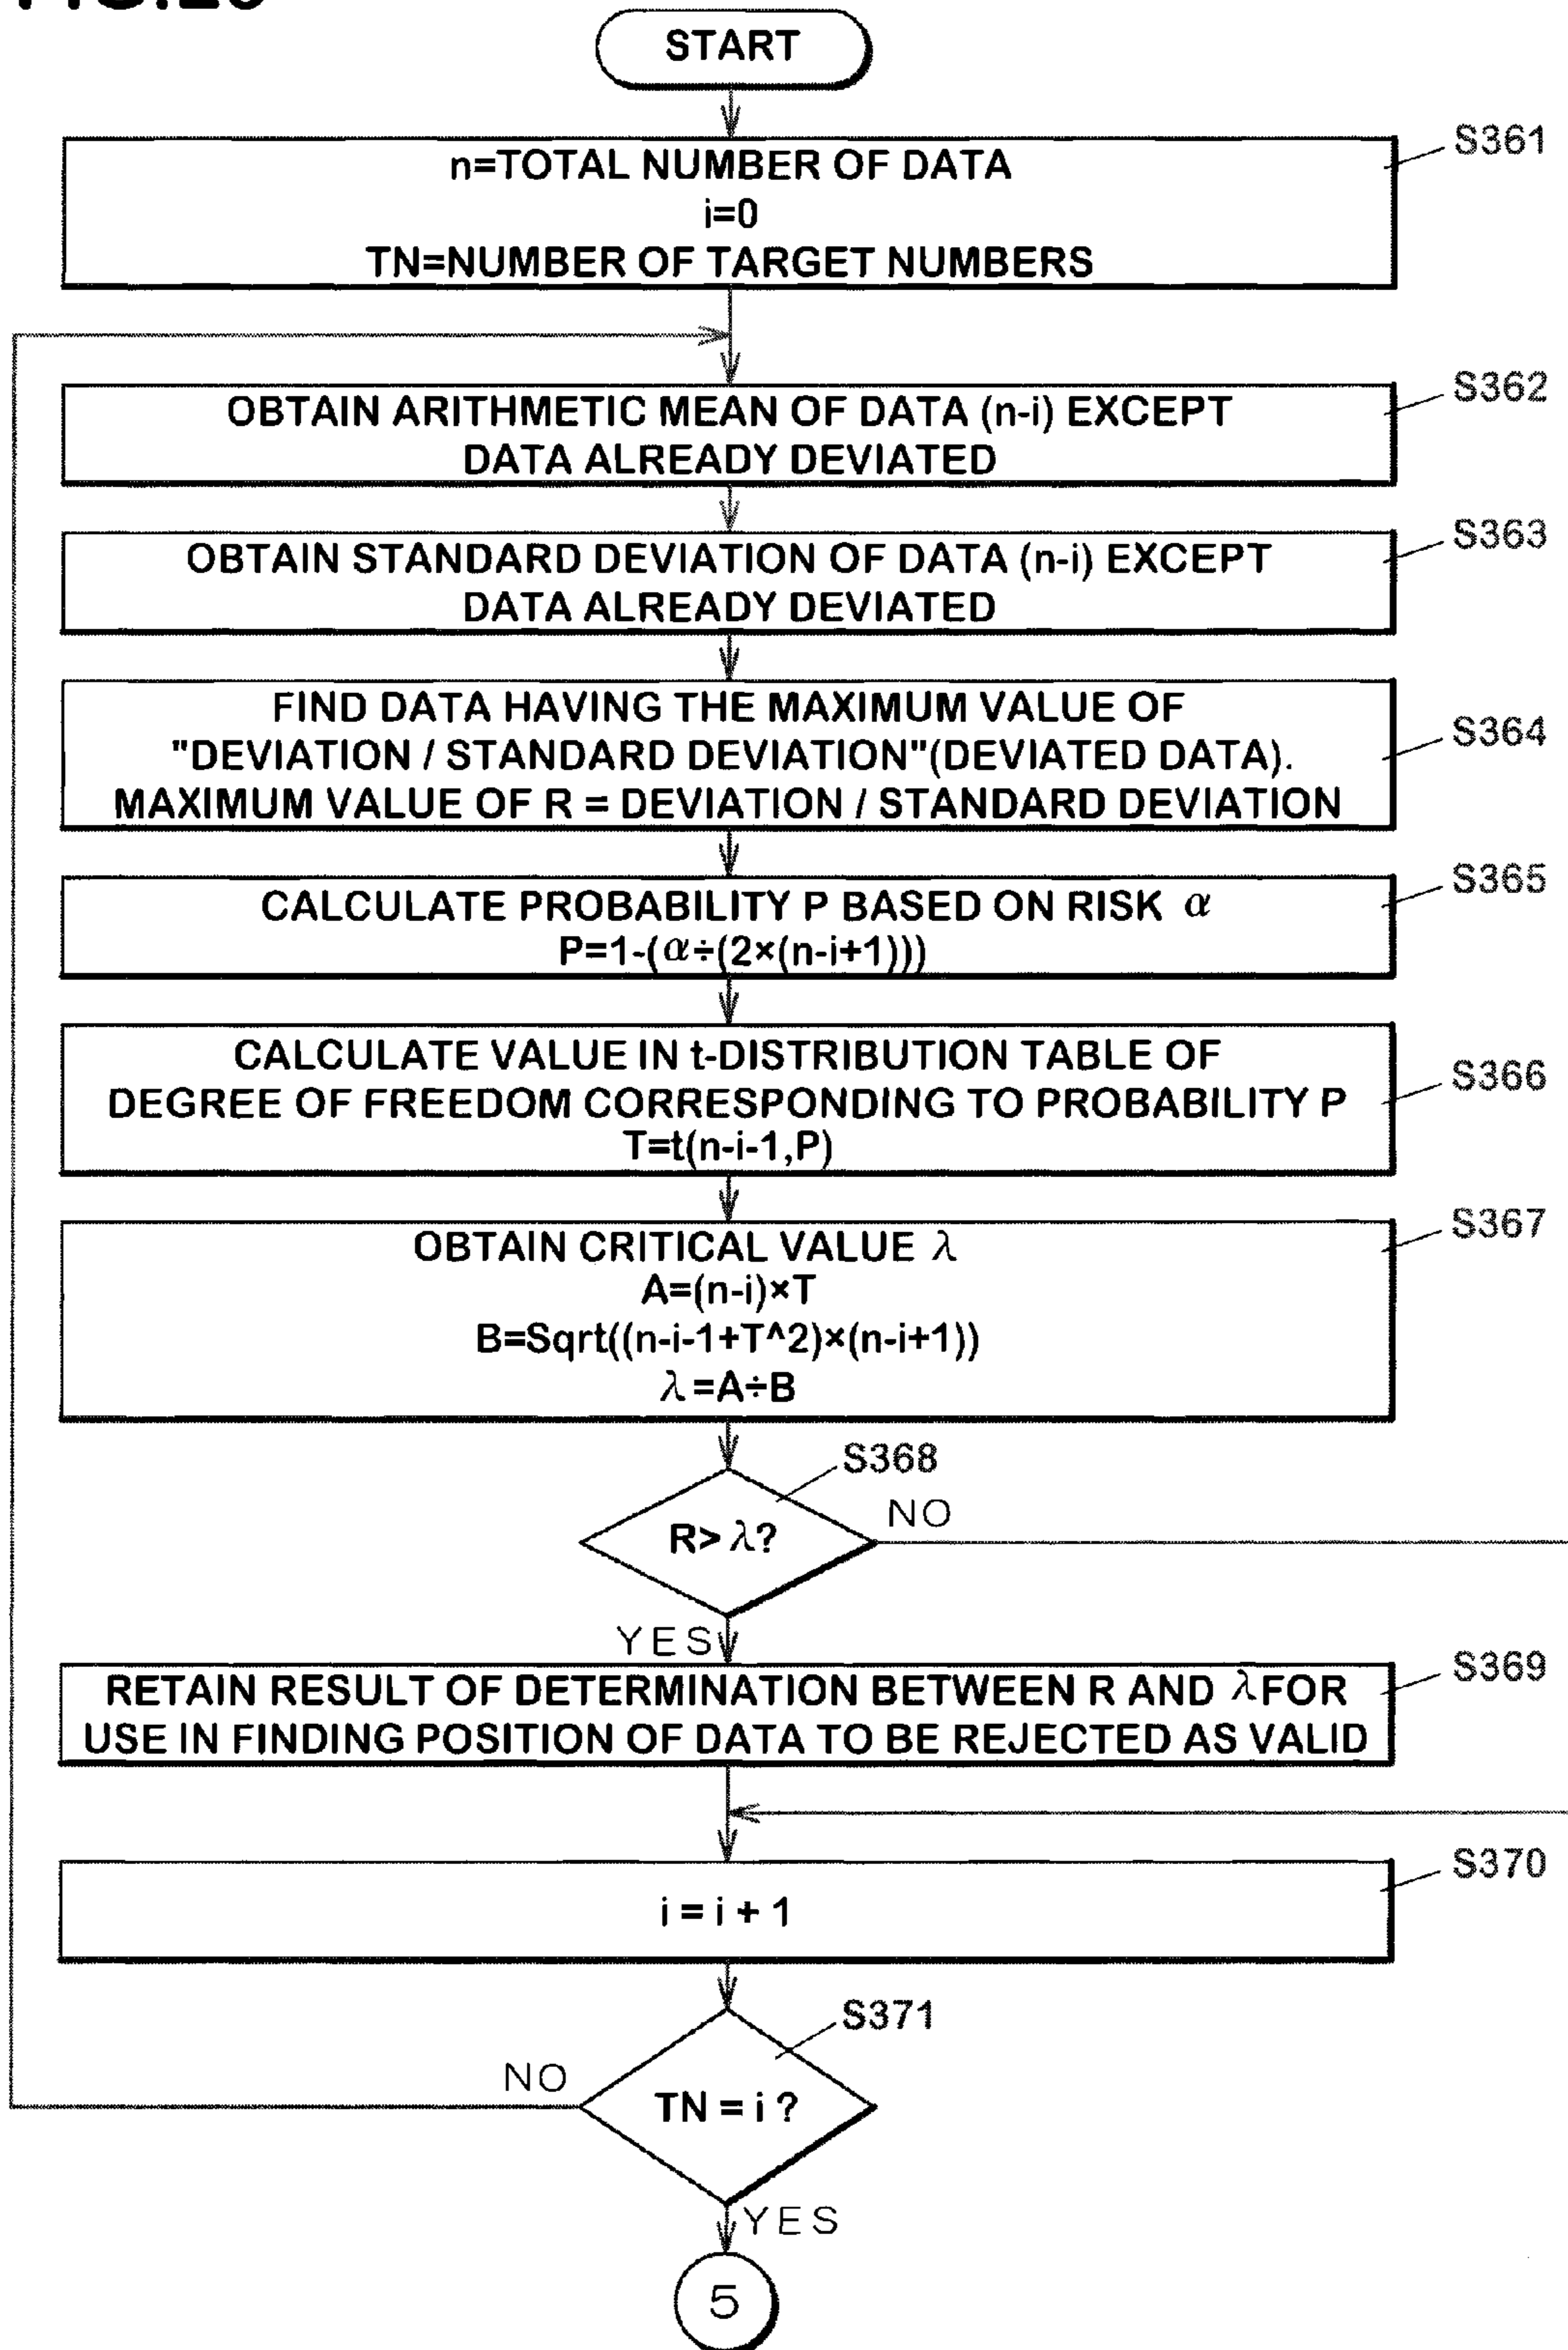 START
S361
n=TOTAL NUMBER OF DATA
i=0
TN=NUMBER OF TARGET NUMBERS
S362
OBTAIN ARITHMETIC MEAN OF DATA (n-i) EXCEPT
DATA ALREADY DEVIATED
S363
OBTAIN STANDARD DEVIATION OF DATA (n-i) EXCEPT
DATA ALREADY DEVIATED
S364
FIND DATA HAVING THE MAXIMUM VALUE OF
"DEVIATION / STANDARD DEVIATION"(DEVIATED DATA).
MAXIMUM VALUE OF R = DEVIATION / STANDARD DEVIATION
S365
CALCULATE PROBABILITY P BASED ON RISK α
P=1-(α÷(2×(n-i+1)))
S366
CALCULATE VALUE IN t-DISTRIBUTION TABLE OF
DEGREE OF FREEDOM CORRESPONDING TO PROBABILITY P
T=t(n-i-1,P)
S367
OBTAIN CRITICAL VALUE λ
A=(n-i)×T
B=Sqrt((n-i-1+T^2)×(n-i+1))
λ=A÷B
S368
R> λ?
NO
YES
S369
RETAIN RESULT OF DETERMINATION BETWEEN R AND λ FOR
USE IN FINDING POSITION OF DATA TO BE REJECTED AS VALID
S370
i = i + 1
S371
TN = i ?
NO
YES
5